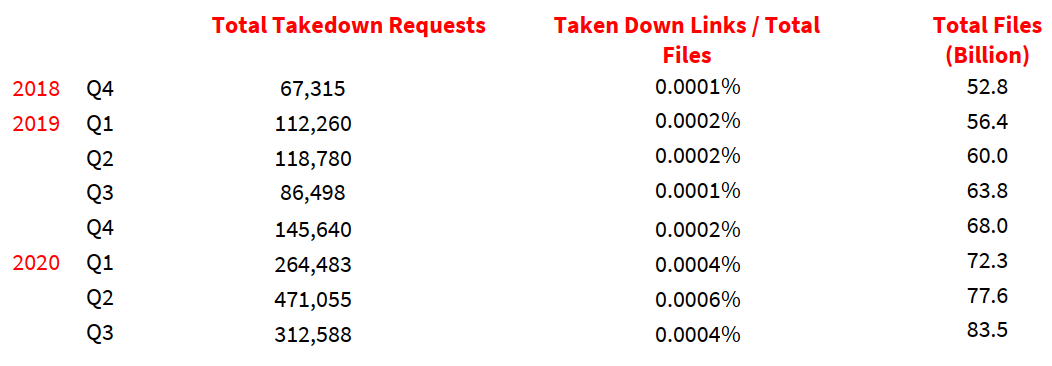 Total Takedown Requests Taken Down Links / Total Files Total Files (Billion)
2018 Q4 67,315 0.0001% 52.8
2019 Q1 112,260 0.0002% 56.4
Q2 118,780 0.0002% 60.0
Q3 86,498 0.0001% 63.8
Q4 145,640 0.0002% 68.0
2020 Q1 264,483 0.0004% 72.3
Q2 471,055 0.0006% 77.6
Q3 312,588 0.0004% 83.5